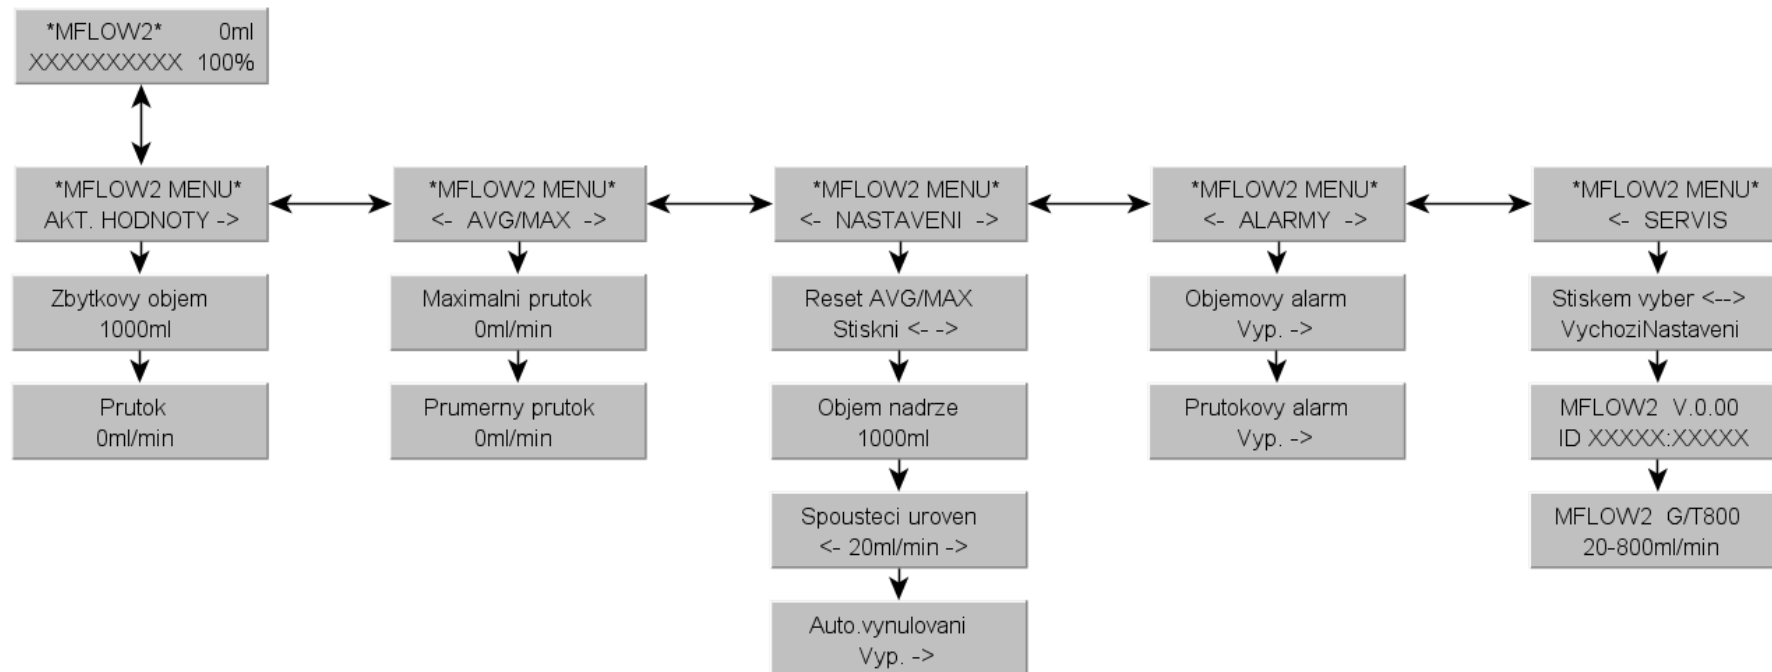 *MFLOW2* 0ml
XXXXXXXXXX 100%
*MFLOW2 MENU*
AKT. HODNOTY ->
*MFLOW2 MENU*
<- AVG/MAX ->
*MFLOW2 MENU*
<- NASTAVENI ->
*MFLOW2 MENU*
<- ALARMY ->
*MFLOW2 MENU*
<- SERVIS
Zbytkovy objem
1000ml
Maximalni prutok
0ml/min
Reset AVG/MAX
Stiskni <- ->
Objemovy alarm
Vyp. ->
Stiskem vyber <-->
VychoziNastaveni
Prutok
0ml/min
Prumerny prutok
0ml/min
Objem nadrze
1000ml
Prutokovy alarm
Vyp. ->
MFLOW2 V.0.00
ID XXXXX:XXXXX
Spousteci uroven
<- 20ml/min ->
MFLOW2 G/T800
20-800ml/min
Auto.vynulovani
Vyp. ->